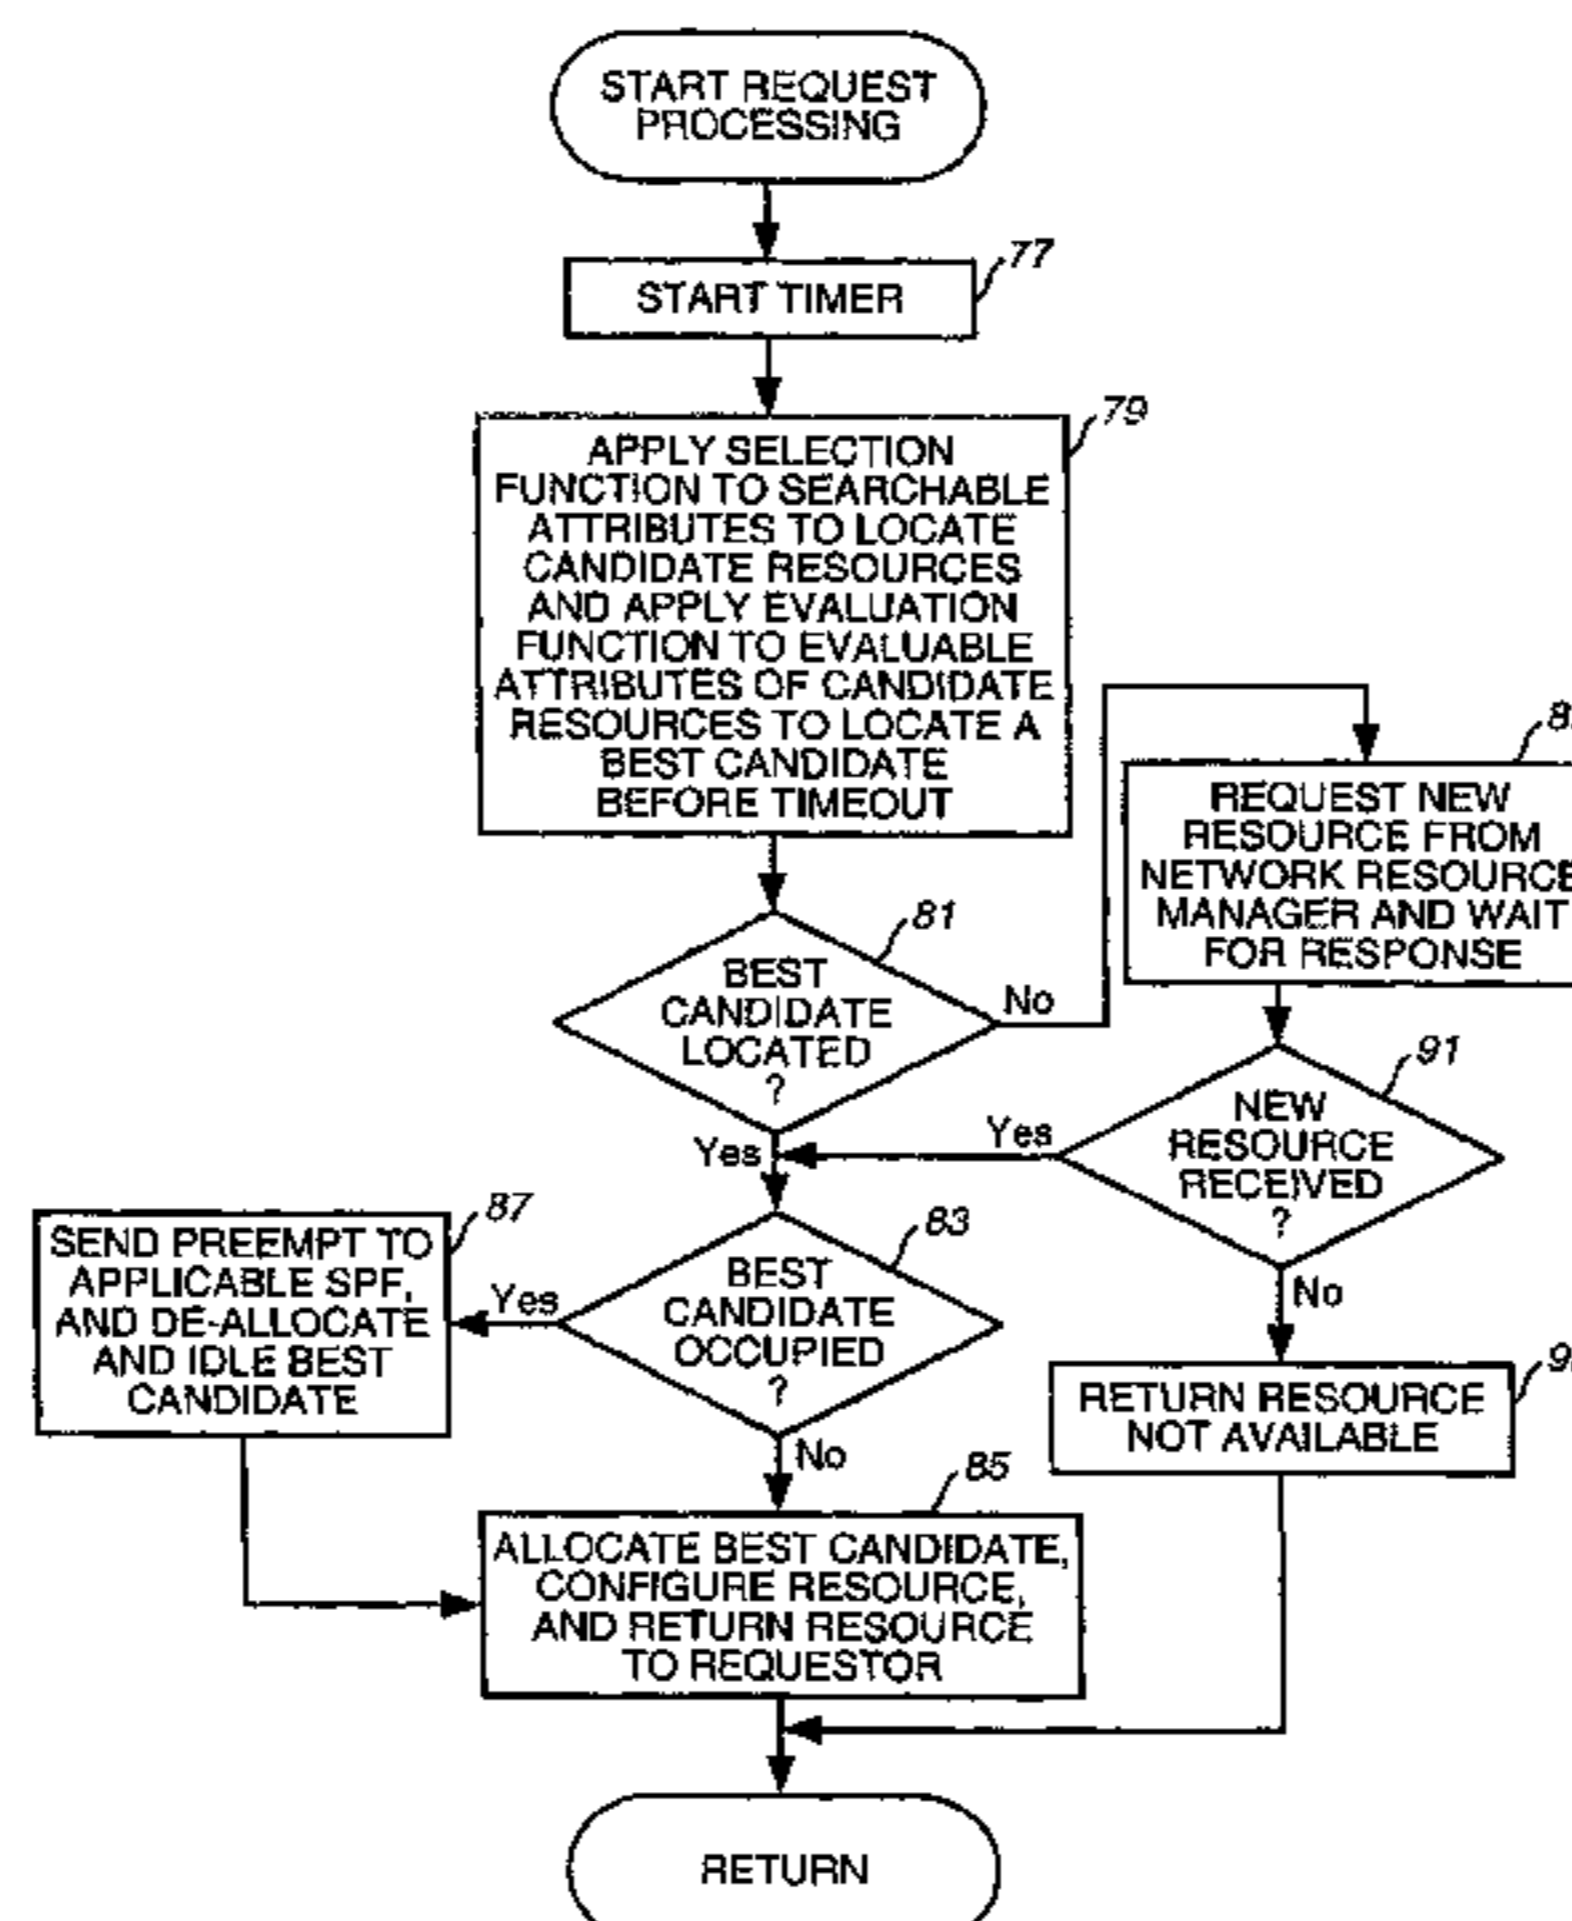 START REQUEST
PROCESSING
77
START TIMER
79
APPLY SELECTION
FUNCTION TO SEARCHABLE
ATTRIBUTES TO LOCATE
CANDIDATE RESOURCES
AND APPLY EVALUATION
FUNCTION TO EVALUABLE
ATTRIBUTES OF CANDIDATE
RESOURCES TO LOCATE A
BEST CANDIDATE
BEFORE TIMEOUT
REQUEST NEW
RESOURCE FROM
NETWORK RESOURCE
MANAGER AND WAIT
FOR RESPONSE
81
BEST
CANDIDATE
LOCATED
?
No
91
NEW
RESOURCE
RECEIVED
?
Yes
Yes
No
87
SEND PREEMPT TO
APPLICABLE SPF,
AND DE-ALLOCATE
AND IDLE BEST
CANDIDATE
83
BEST
CANDIDATE
OCCUPIED
?
Yes
No
RETURN RESOURCE
NOT AVAILABLE
85
ALLOCATE BEST CANDIDATE,
CONFIGURE RESOURCE,
AND RETURN RESOURCE
TO REQUESTOR
RETURN